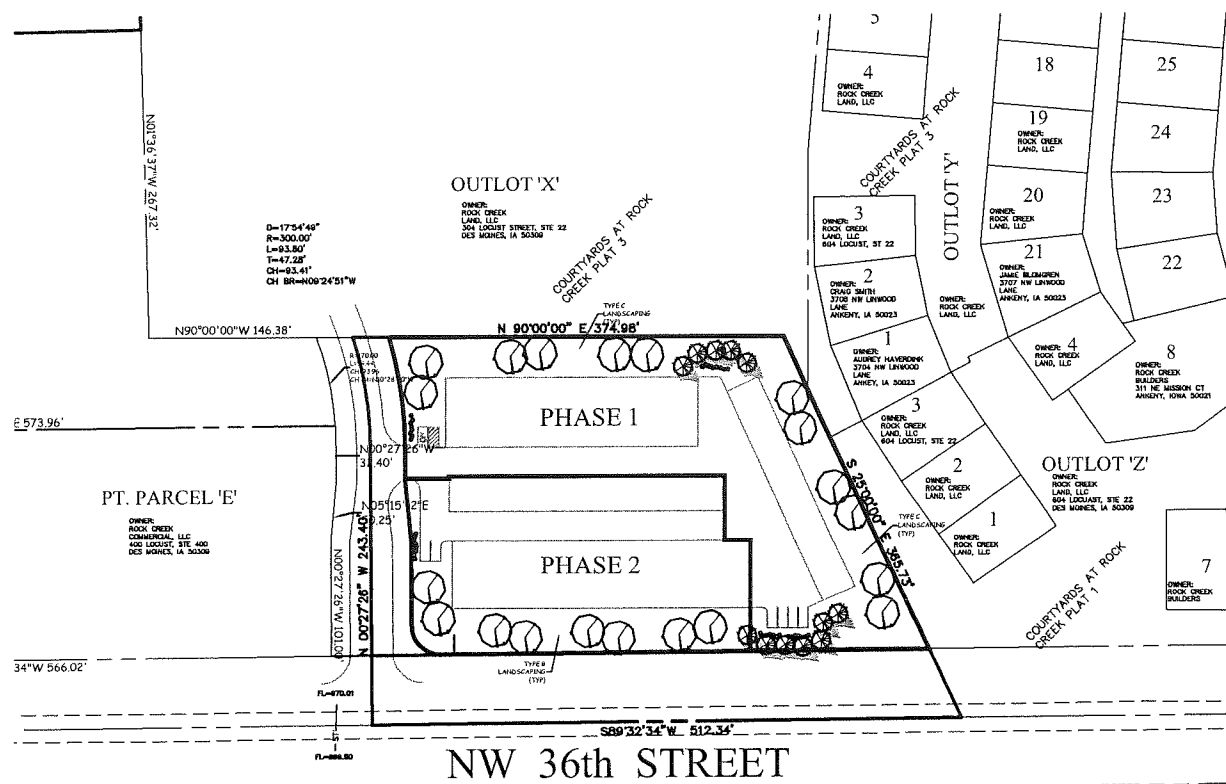 5
4
OWNER:
ROCK CREEK
LAND, LLC
18
25
19
OWNER:
ROCK CREEK
LAND, LLC
24
N01°36'37"W 267.32'
COURTYARDS AT ROCK
CREEK PLAT 3
OUTLOT 'Y'
OUTLOT 'X'
OWNER:
ROCK CREEK
LAND, LLC
304 LOCUST STREET, STE 22
DES MOINES, IA 50309
20
OWNER:
ROCK CREEK
LAND, LLC
23
D=17°54'49"
R=300.00'
L=93.80'
T=47.28'
CH=93.41'
CH BR=N09°24'51"W
COURTYARDS AT ROCK
CREEK PLAT 3
3
OWNER:
ROCK CREEK
LAND, LLC
604 LOCUST, ST 22
21
OWNER:
JAMIE BLOMGREN
3707 NW LINWOOD
LANE
ANKENY, IA 50023
22
2
OWNER:
CRAIG SMITH
3708 NW LINWOOD
LANE
ANKENY, IA 50023
OWNER:
ROCK CREEK
LAND, LLC
TYPE C
LANDSCAPING
(TYP)
N90°00'00"W 146.38'
N 90°00'00" E 374.98'
1
OWNER:
AUDREY HAVERDINK
3704 NW LINWOOD
LANE
ANKEY, IA 50023
4
OWNER:
ROCK CREEK
LAND, LLC
8
OWNER:
ROCK CREEK
BUILDERS
311 NE MISSION CT
ANKENY, IOWA 50021
E 573.96'
PHASE 1
3
OWNER:
ROCK CREEK
LAND, LLC
604 LOCUST, STE 22
N00°27'26"W
2
OWNER:
ROCK CREEK
LAND, LLC
OUTLOT 'Z'
OWNER:
ROCK CREEK
LAND, LLC
604 LOCUAST, STE 22
DES MOINES, IA 50309
S 25°00'00" E 365.73'
PT. PARCEL 'E'
OWNER:
ROCK CREEK
COMMERCIAL, LLC
400 LOCUST, STE 400
DES MOINES, IA 50309
TYPE C
LANDSCAPING
(TYP)
1
OWNER:
ROCK CREEK
LAND, LLC
N 00°27'26" W 243.40'
N00°27'26"W 101.00'
PHASE 2
7
OWNER:
ROCK CREEK
BUILDERS
COURTYARDS AT ROCK
CREEK PLAT 1
34"W 566.02'
TYPE B
LANDSCAPING
(TYP)
FL=970.01
S89°32'34"W 512.34'
NW 36th STREET